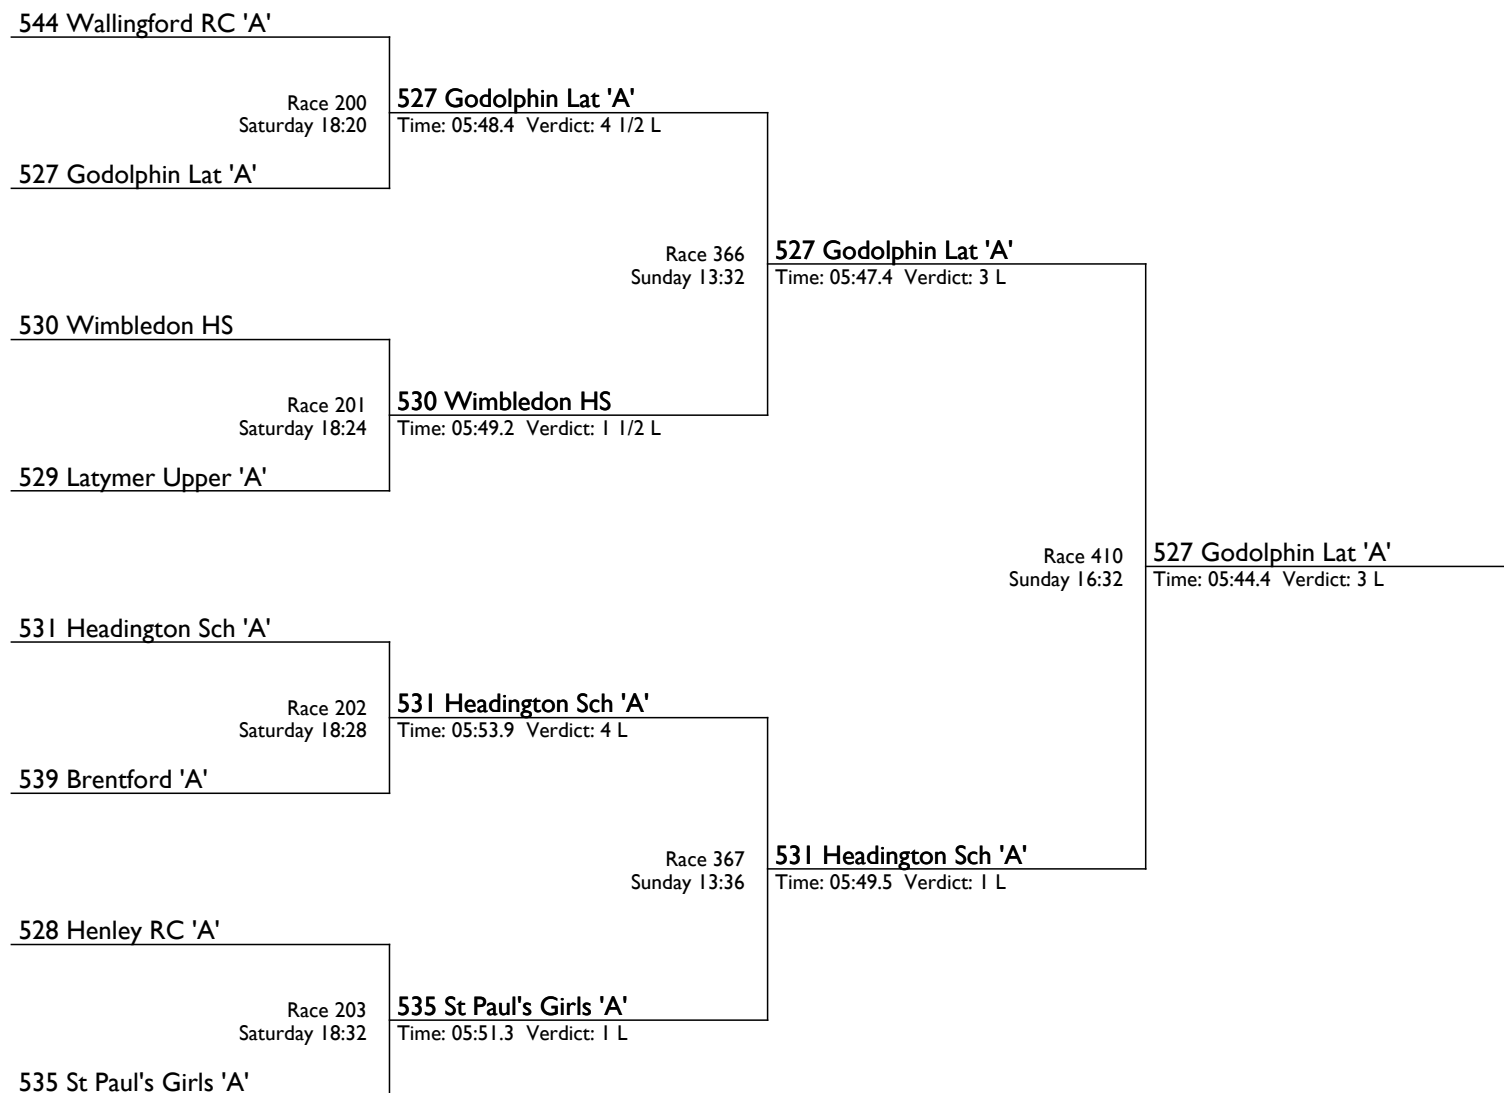 544 Wallingford RC 'A'
Race 200
Saturday 18:20
527 Godolphin Lat 'A'
Time: 05:48.4 Verdict: 4 1/2 L
527 Godolphin Lat 'A'
Race 366
Sunday 13:32
527 Godolphin Lat 'A'
Time: 05:47.4 Verdict: 3 L
530 Wimbledon HS
Race 201
Saturday 18:24
530 Wimbledon HS
Time: 05:49.2 Verdict: 1 1/2 L
529 Latymer Upper 'A'
Race 410
Sunday 16:32
527 Godolphin Lat 'A'
Time: 05:44.4 Verdict: 3 L
531 Headington Sch 'A'
Race 202
Saturday 18:28
531 Headington Sch 'A'
Time: 05:53.9 Verdict: 4 L
539 Brentford 'A'
Race 367
Sunday 13:36
531 Headington Sch 'A'
Time: 05:49.5 Verdict: 1 L
528 Henley RC 'A'
Race 203
Saturday 18:32
535 St Paul's Girls 'A'
Time: 05:51.3 Verdict: 1 L
535 St Paul's Girls 'A'